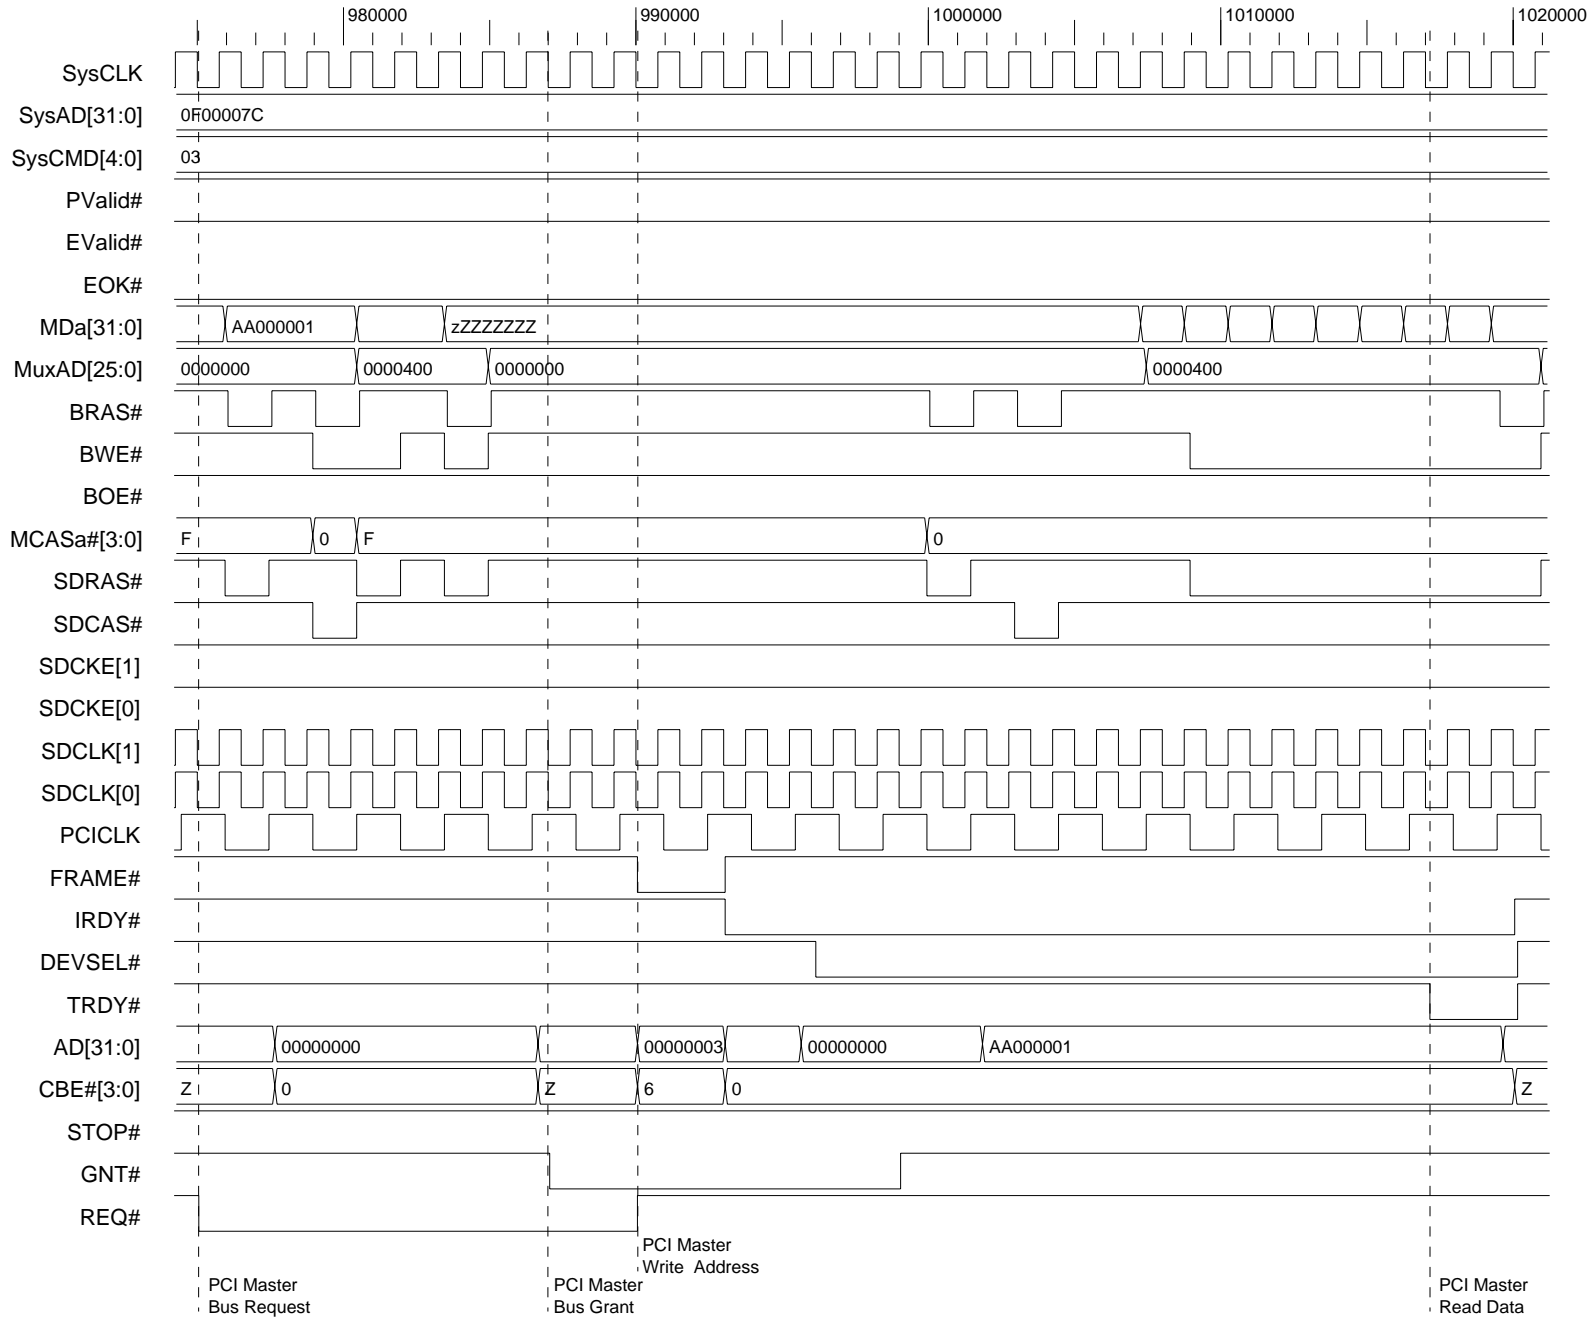 980000 990000 1000000 1010000 1020000
SysCLK
SysAD[31:0] 0F00007C
SysCMD[4:0] 03
PValid#
EValid#
EOK#
MDa[31:0] AA000001 zZZZZZZZ
MuxAD[25:0] 0000000 0000400 0000000 0000400
BRAS#
BWE#
BOE#
MCASa#[3:0] F 0 F 0
SDRAS#
SDCAS#
SDCKE[1]
SDCKE[0]
SDCLK[1]
SDCLK[0]
PCICLK
FRAME#
IRDY#
DEVSEL#
TRDY#
AD[31:0] 00000000 00000003 00000000 AA000001
CBE#[3:0] Z 0 Z 6 0 Z
STOP#
GNT#
REQ#
PCI Master
Write Address
PCI Master
Bus Request
PCI Master
Bus Grant
PCI Master
Read Data